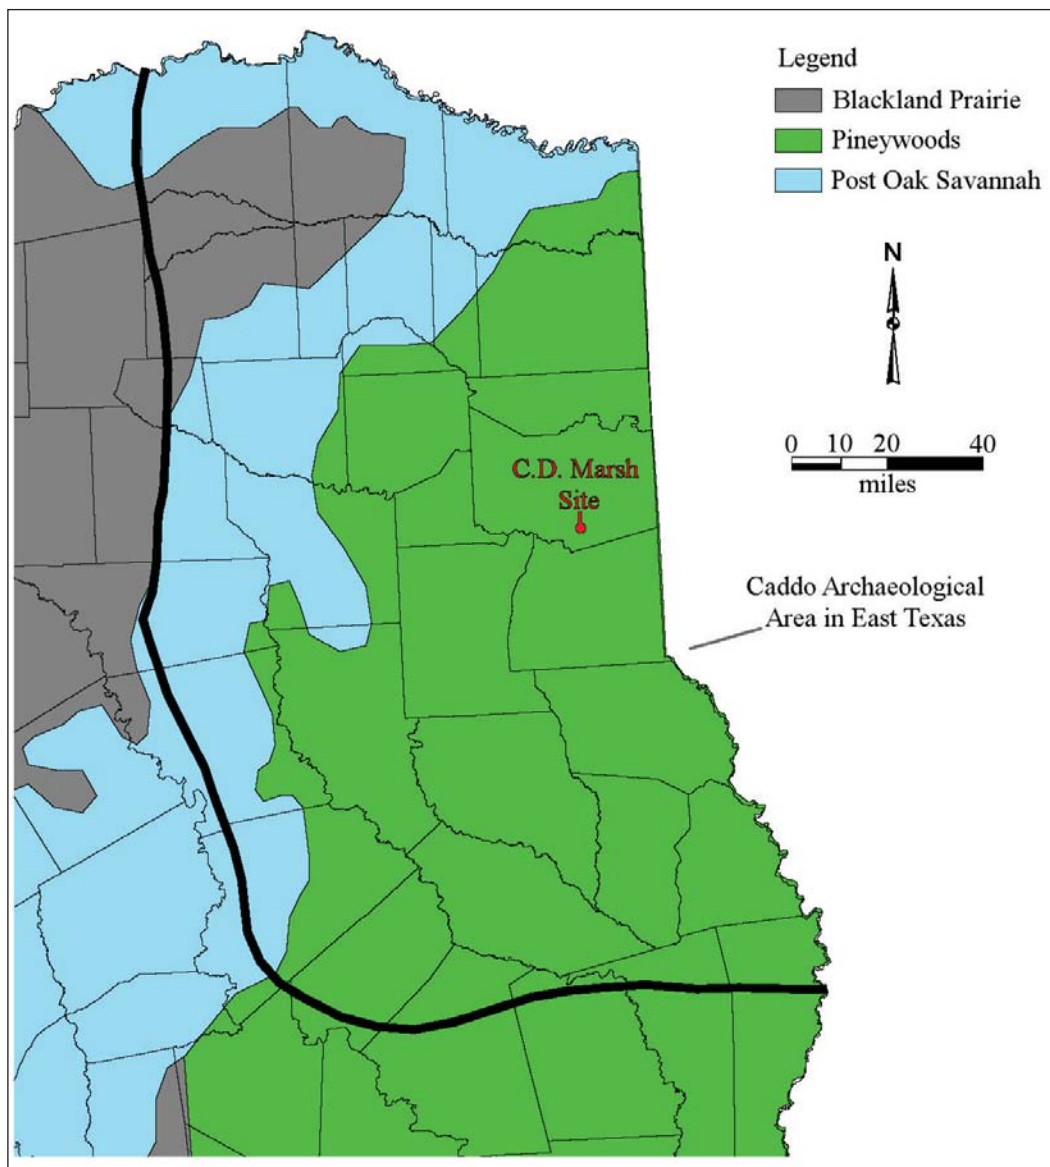 Legend
Blackland Prairie
Pineywoods
Post Oak Savannah
N
0 10 20 40
miles
C.D. Marsh
Site
Caddo Archaeological
Area in East Texas